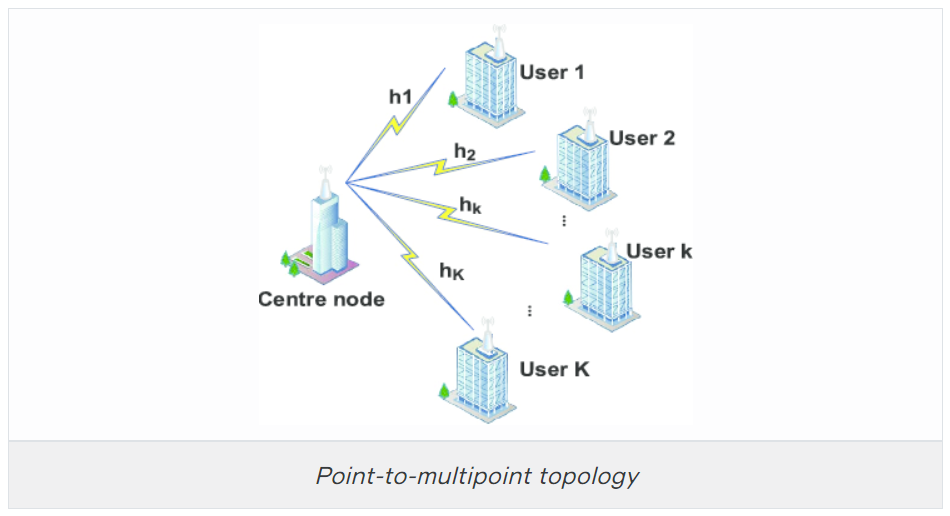 User 1
h1
User 2
h2
hk
⋮
User k
hK
Centre node
⋮
User K
Point-to-multipoint topology